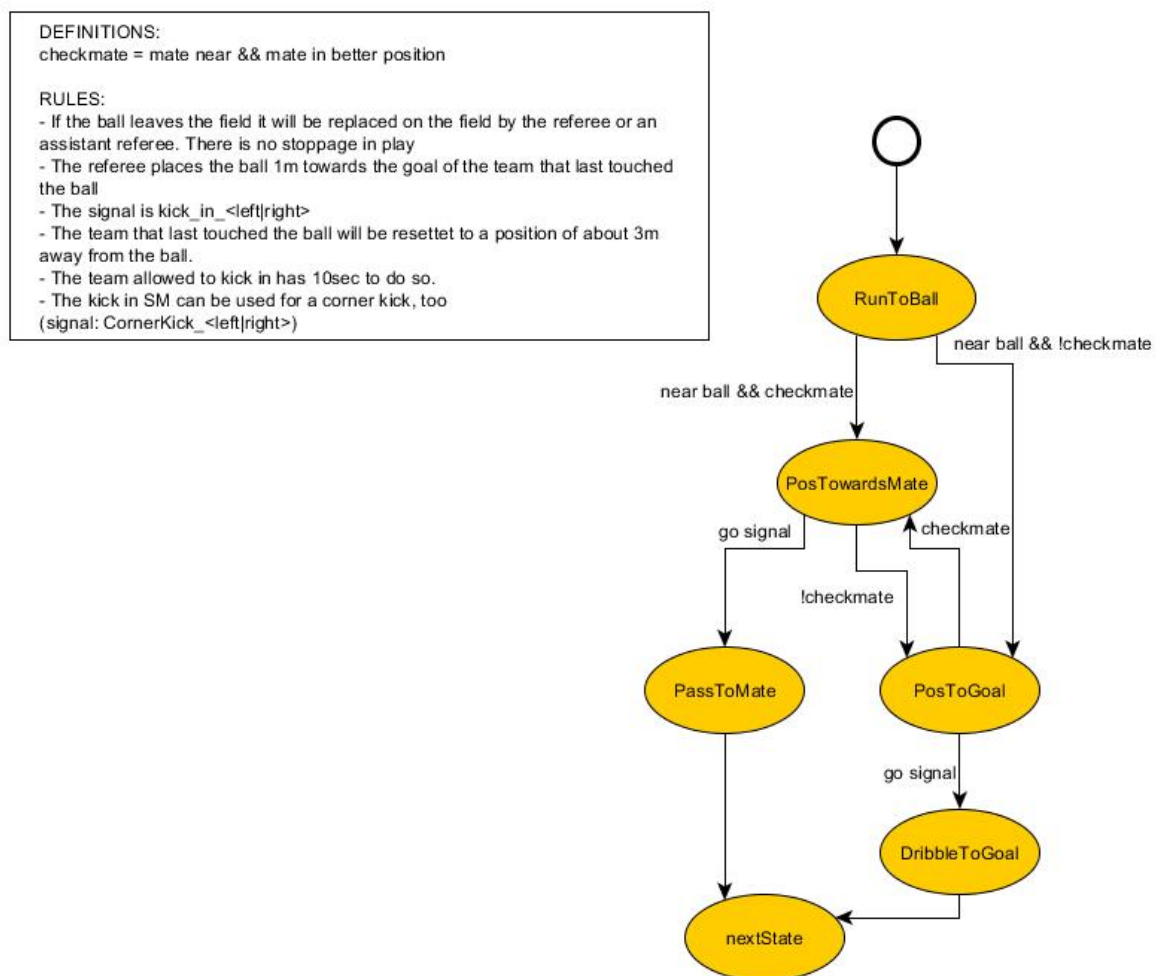 DEFINITIONS:
checkmate = mate near && mate in better position
RULES:
- If the ball leaves the field it will be replaced on the field by the referee or an
assistant referee. There is no stoppage in play
- The referee places the ball 1m towards the goal of the team that last touched
the ball
- The signal is kick_in_<left|right>
- The team that last touched the ball will be resettet to a position of about 3m
away from the ball.
- The team allowed to kick in has 10sec to do so.
- The kick in SM can be used for a corner kick, too
(signal: CornerKick_<left|right>)
RunToBall
near ball && !checkmate
near ball && checkmate
PosTowardsMate
go signal
checkmate
!checkmate
PassToMate
PosToGoal
go signal
DribbleToGoal
nextState